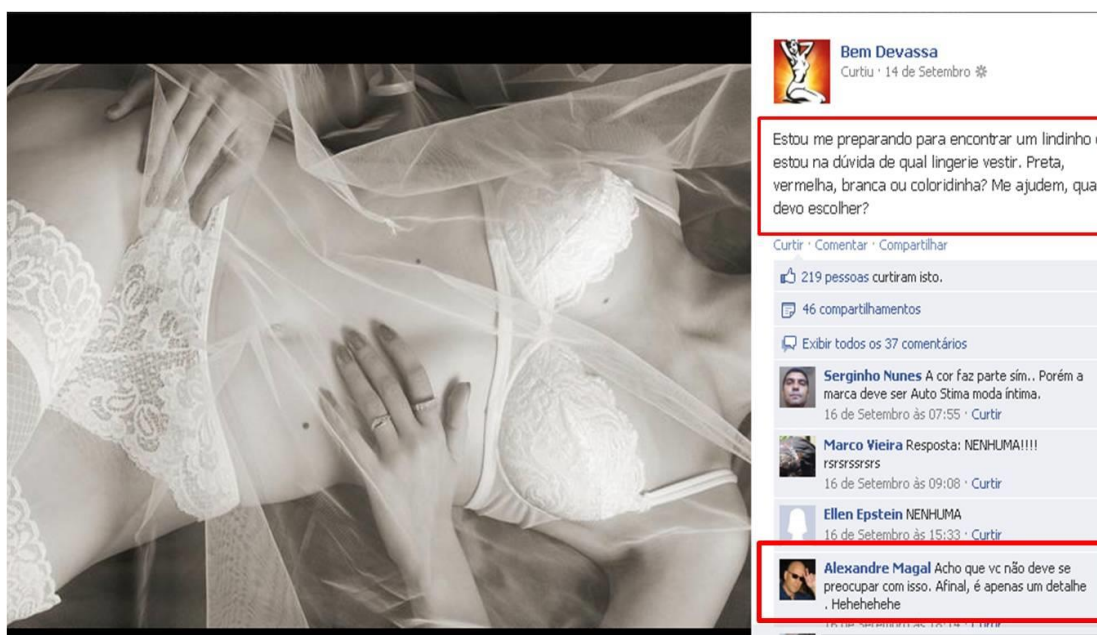 Bem Devassa
Curtiu · 14 de Setembro
Estou me preparando para encontrar um lindinho
estou na dúvida de qual lingerie vestir. Preta,
vermelha, branca ou coloridinha? Me ajudem,
devo escolher?
Curtir · Comentar · Compartilhar
219 pessoas curtiram isto.
46 compartilhamentos
Exibir todos os 37 comentários
Serginho Nunes A cor faz parte sím.. Porém a
marca deve ser Auto Stima moda íntima.
16 de Setembro às 07:55 · Curtir
Marco Vieira Resposta: NENHUMA!!!!
rsrsrssrsrs
16 de Setembro às 09:08 · Curtir
Ellen Epstein NENHUMA
16 de Setembro às 15:33 · Curtir
Alexandre Magal Acho que vc não deve se
preocupar com isso. Afinal, é apenas um detalhe
. Hehehehehe